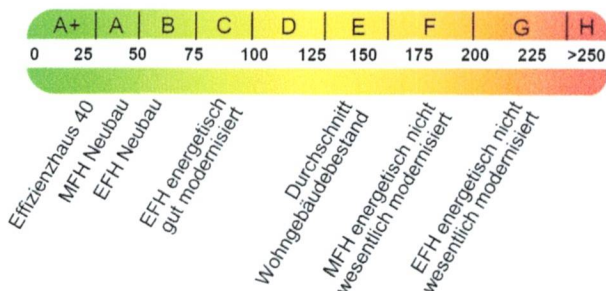 A+ A B C D E F G H
0 25 50 75 100 125 150 175 200 225 >250
Effizienzhaus 40
MFH Neubau
EFH Neubau
EFH energetisch
gut modernisiert
Durchschnitt
Wohngebäudebestand
MFH energetisch nicht
wesentlich modernisiert
EFH energetisch nicht
wesentlich modernisiert